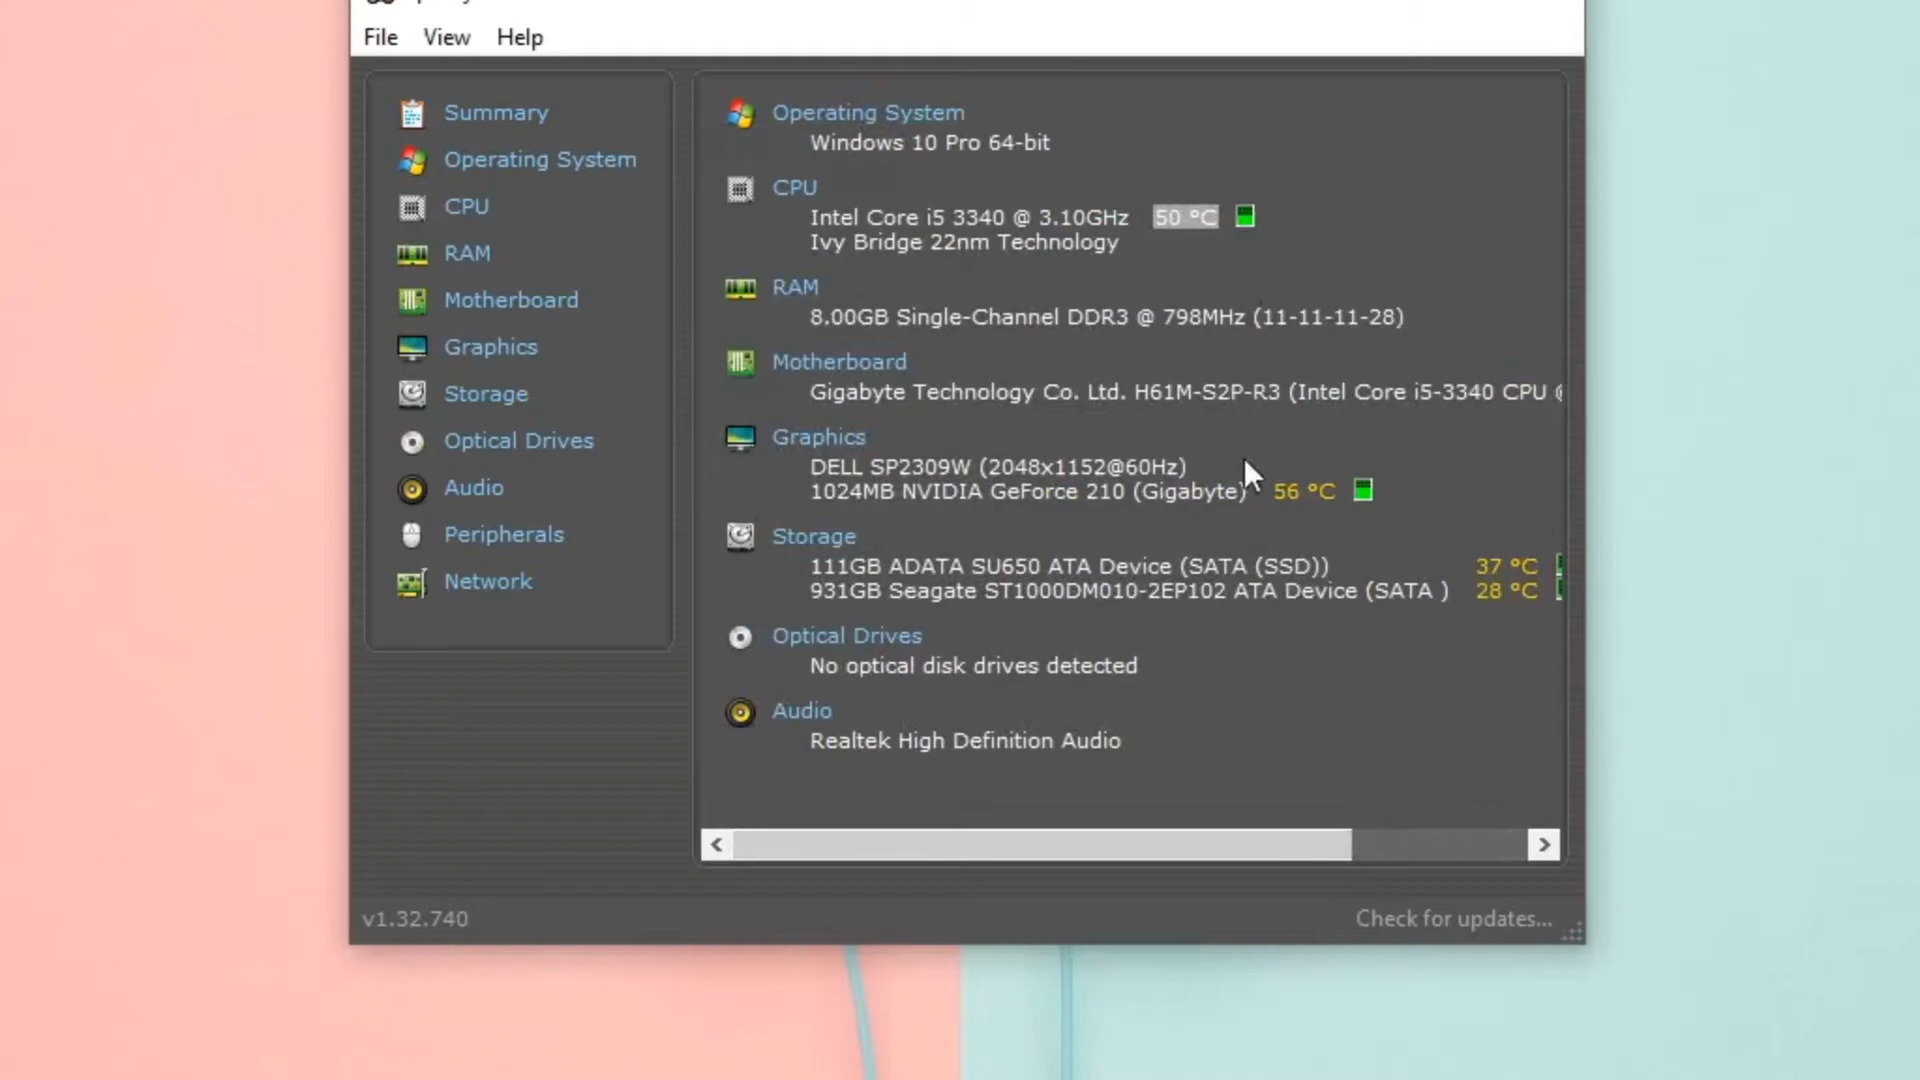 File View Help
Summary
Operating System
CPU
RAM
Motherboard
Graphics
Storage
Optical Drives
Audio
Peripherals
Network
Operating System
Windows 10 Pro 64-bit
CPU
Intel Core i5 3340 @ 3.10GHz 50 °C
Ivy Bridge 22nm Technology
RAM
8.00GB Single-Channel DDR3 @ 798MHz (11-11-11-28)
Motherboard
Gigabyte Technology Co. Ltd. H61M-S2P-R3 (Intel Core i5-3340 CPU @
Graphics
DELL SP2309W (2048x1152@60Hz)
1024MB NVIDIA GeForce 210 (Gigabyte) 56 °C
Storage
111GB ADATA SU650 ATA Device (SATA (SSD)) 37 °C
931GB Seagate ST1000DM010-2EP102 ATA Device (SATA ) 28 °C
Optical Drives
No optical disk drives detected
Audio
Realtek High Definition Audio
v1.32.740
Check for updates...